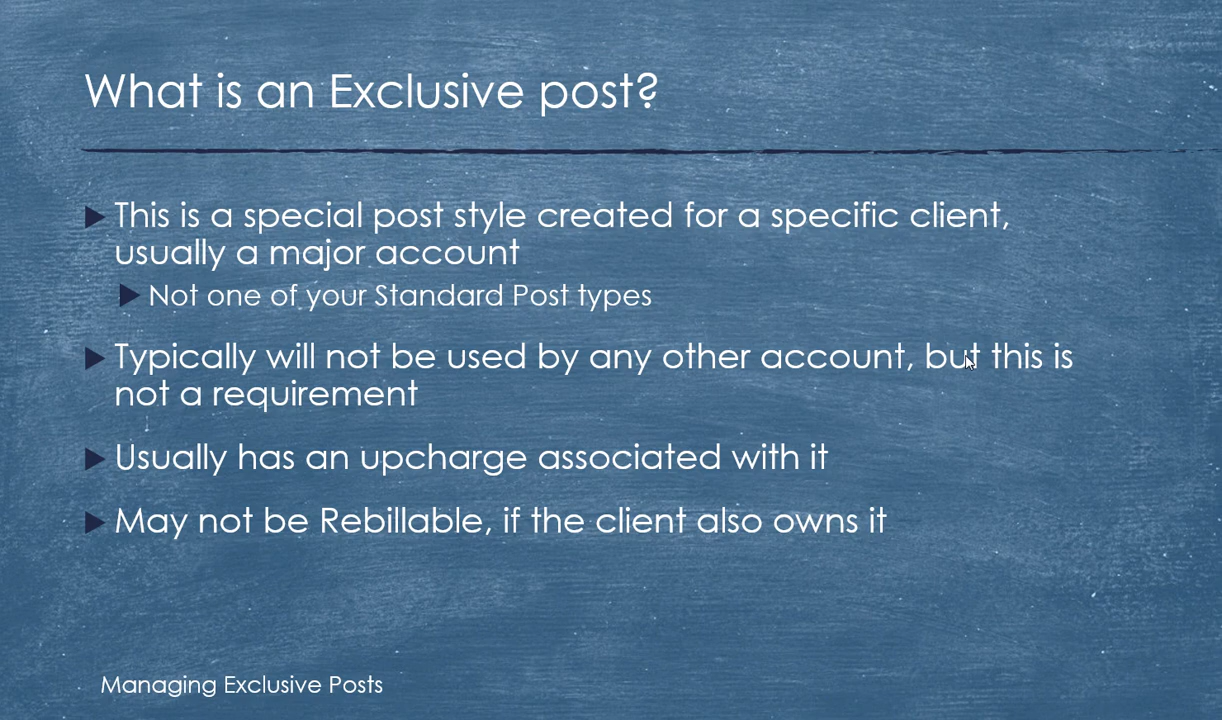 What is an Exclusive post?
This is a special post style created for a specific client,
usually a major account
Not one of your Standard Post types
Typically will not be used by any other account, but this is
not a requirement
Usually has an upcharge associated with it
May not be Rebillable, if the client also owns it
Managing Exclusive Posts